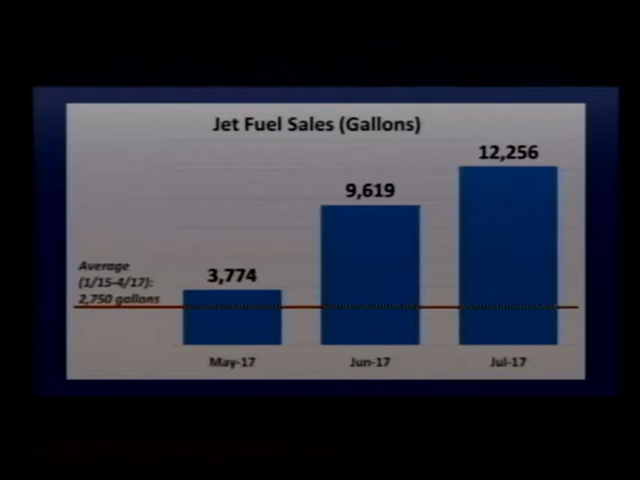 Jet Fuel Sales (Gallons)
12,256
9,619
3,774
Average
(1/15-4/17):
2,750 gallons
May-17
Jun-17
Jul-17